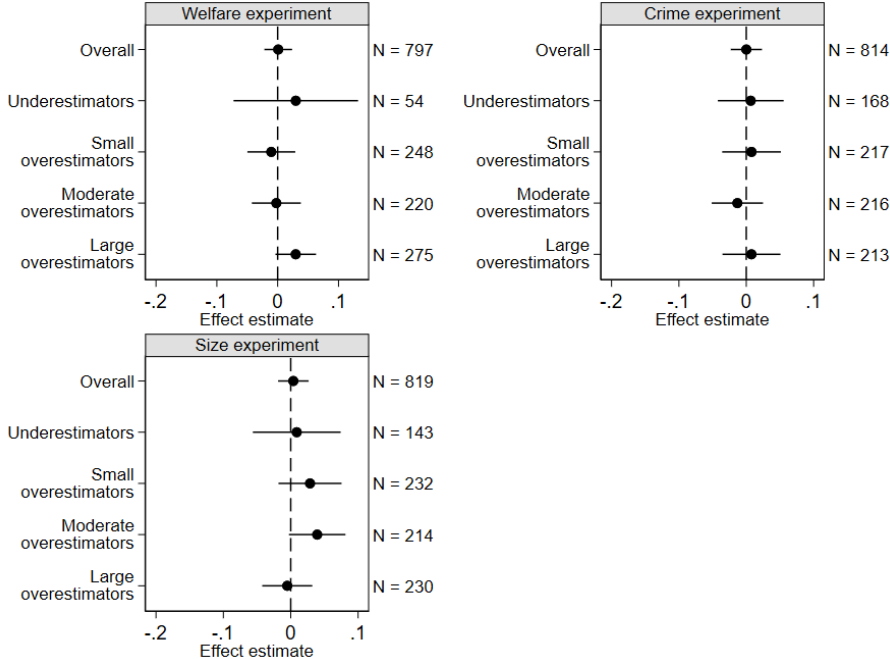 Welfare experiment
Overall
N = 797
Underestimators
N = 54
Small
overestimators
N = 248
Moderate
overestimators
N = 220
Large
overestimators
N = 275
-.2 -.1 0 .1
Effect estimate
Crime experiment
Overall
N = 814
Underestimators
N = 168
Small
overestimators
N = 217
Moderate
overestimators
N = 216
Large
overestimators
N = 213
-.2 -.1 0 .1
Effect estimate
Size experiment
Overall
N = 819
Underestimators
N = 143
Small
overestimators
N = 232
Moderate
overestimators
N = 214
Large
overestimators
N = 230
-.2 -.1 0 .1
Effect estimate